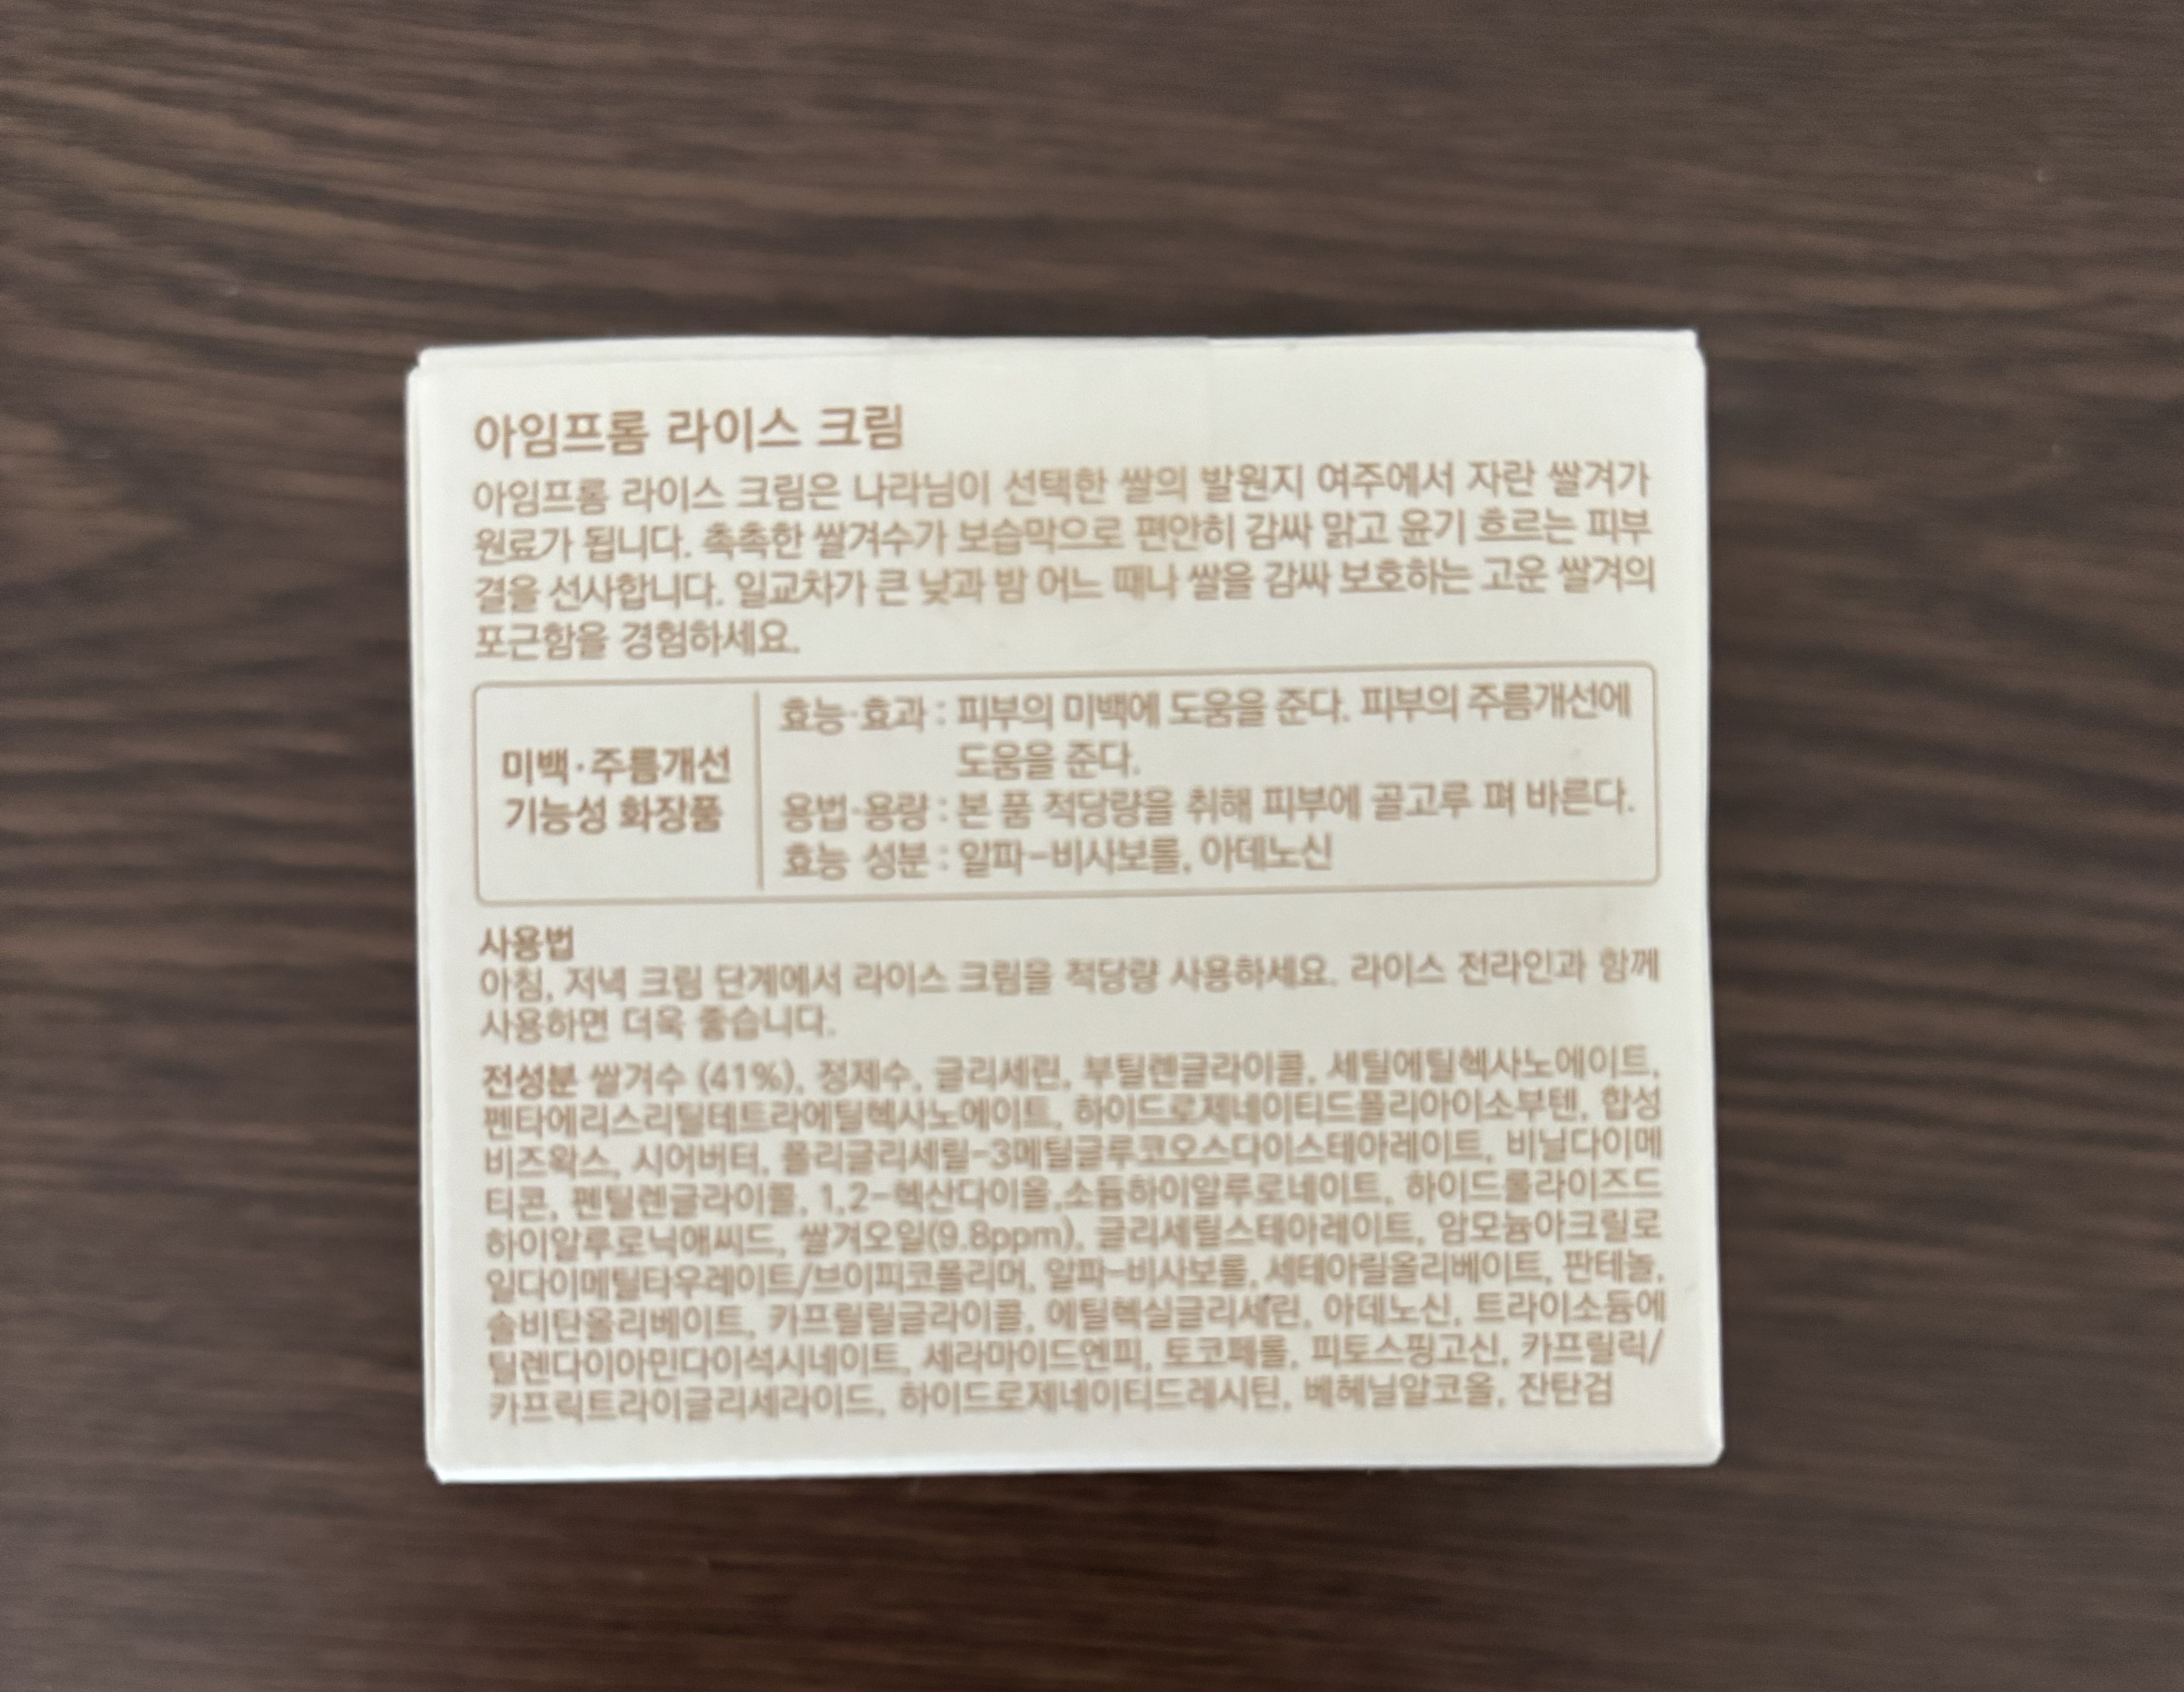 아임프롬 라이스 크림
아임프롬 라이스 크림은 나라님이 선택한 쌀의 발원지 여주에서 자란 쌀겨가
원료가 됩니다. 촉촉한 쌀겨수가 보습막으로 편안히 감싸 맑고 윤기 흐르는 피부
결을 선사합니다. 일교차가 큰 낮과 밤 어느 때나 쌀을 감싸 보호하는 고운 쌀겨의
포근함을 경험하세요.
미백·주름개선
기능성 화장품
효능·효과 : 피부의 미백에 도움을 준다. 피부의 주름개선에
도움을 준다.
용법·용량 : 본 품 적당량을 취해 피부에 골고루 펴 바른다.
효능 성분 : 알파-비사보롤, 아데노신
사용법
아침, 저녁 크림 단계에서 라이스 크림을 적당량 사용하세요. 라이스 전라인과 함께
사용하면 더욱 좋습니다.
전성분 쌀겨수 (41%), 정제수, 글리세린, 부틸렌글라이콜, 세틸에틸헥사노에이트,
펜타에리스리틸테트라에틸헥사노에이트, 하이드로제네이티드폴리아이소부텐, 합성
비즈왁스, 시어버터, 폴리글리세릴-3메틸글루코오스다이스테아레이트, 비닐다이메
티콘, 펜틸렌글라이콜, 1,2-헥산다이올,소듐하이알루로네이트, 하이드롤라이즈드
하이알루로닉애씨드, 쌀겨오일(9.8ppm), 글리세릴스테아레이트, 암모늄아크릴로
일다이메틸타우레이트/브이피코폴리머, 알파-비사보롤, 세테아릴올리베이트, 판테놀,
솔비탄올리베이트, 카프릴릴글라이콜, 에틸헥실글리세린, 아데노신, 트라이소듐에
틸렌다이아민다이석시네이트, 세라마이드엔피, 토코페롤, 피토스핑고신, 카프릴릭/
카프릭트라이글리세라이드, 하이드로제네이티드레시틴, 베헤닐알코올, 잔탄검